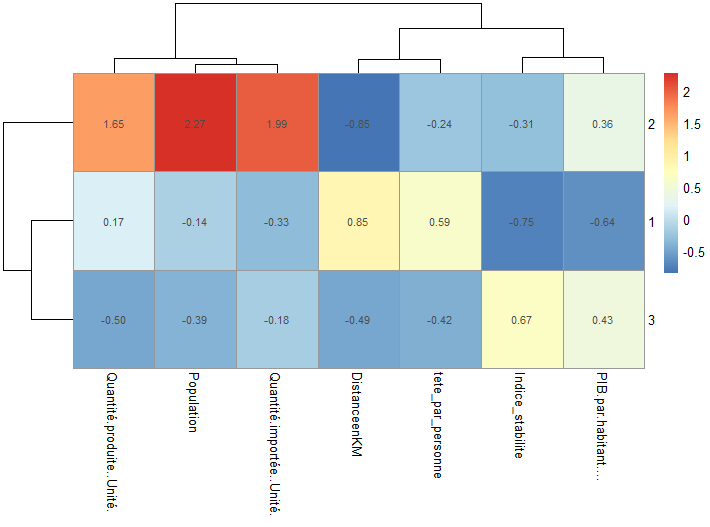 1.65 2.27 1.99 -0.85 -0.24 -0.31 0.36 2
0.17 -0.14 -0.33 0.85 0.59 -0.75 -0.64 1
-0.50 -0.39 -0.18 -0.49 -0.42 0.67 0.43 3
Quantité.produite..Unité.
Population
Quantité.importée..Unité.
DistanceenKM
tete_par_personne
Indice_stabilite
PIB.par.habitant....
2
1.5
1
0.5
0
-0.5